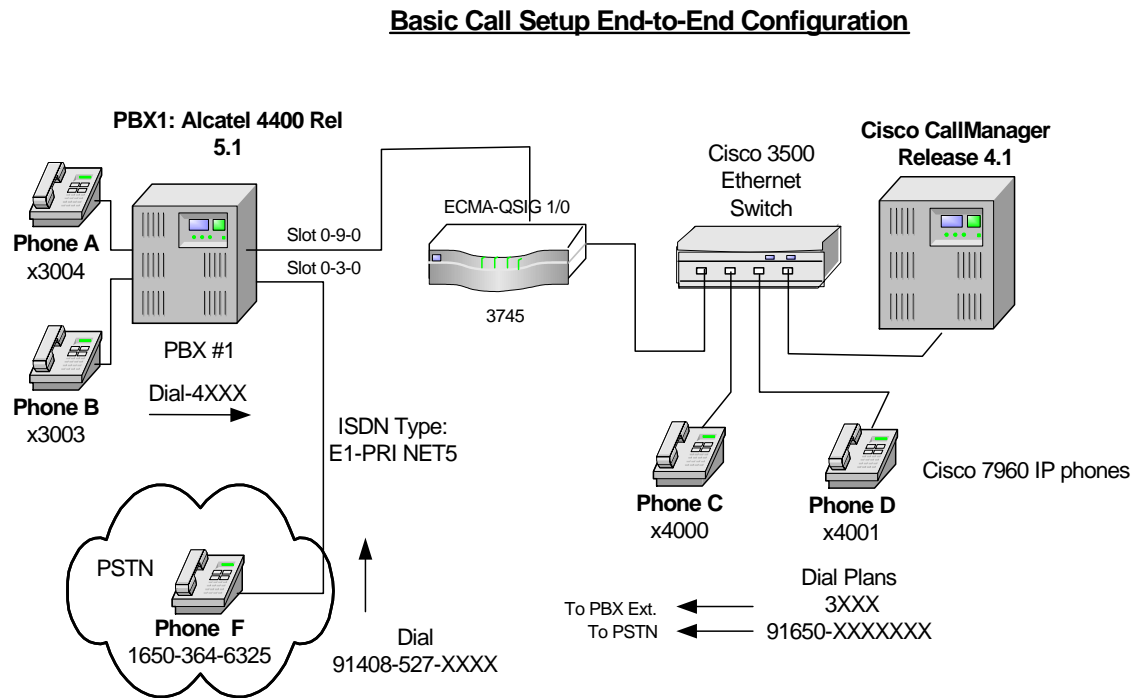 Basic Call Setup End-to-End Configuration
PBX1: Alcatel 4400 Rel
5.1
Cisco CallManager
Release 4.1
Cisco 3500
Ethernet
Switch
ECMA-QSIG 1/0
Slot 0-9-0
Slot 0-3-0
Phone A
x3004
3745
PBX #1
Phone B
x3003
Dial-4XXX
ISDN Type:
E1-PRI NET5
Phone C
x4000
Phone D
x4001
Cisco 7960 IP phones
PSTN
Phone F
1650-364-6325
Dial
91408-527-XXXX
Dial Plans
To PBX Ext.
3XXX
To PSTN
91650-XXXXXXX